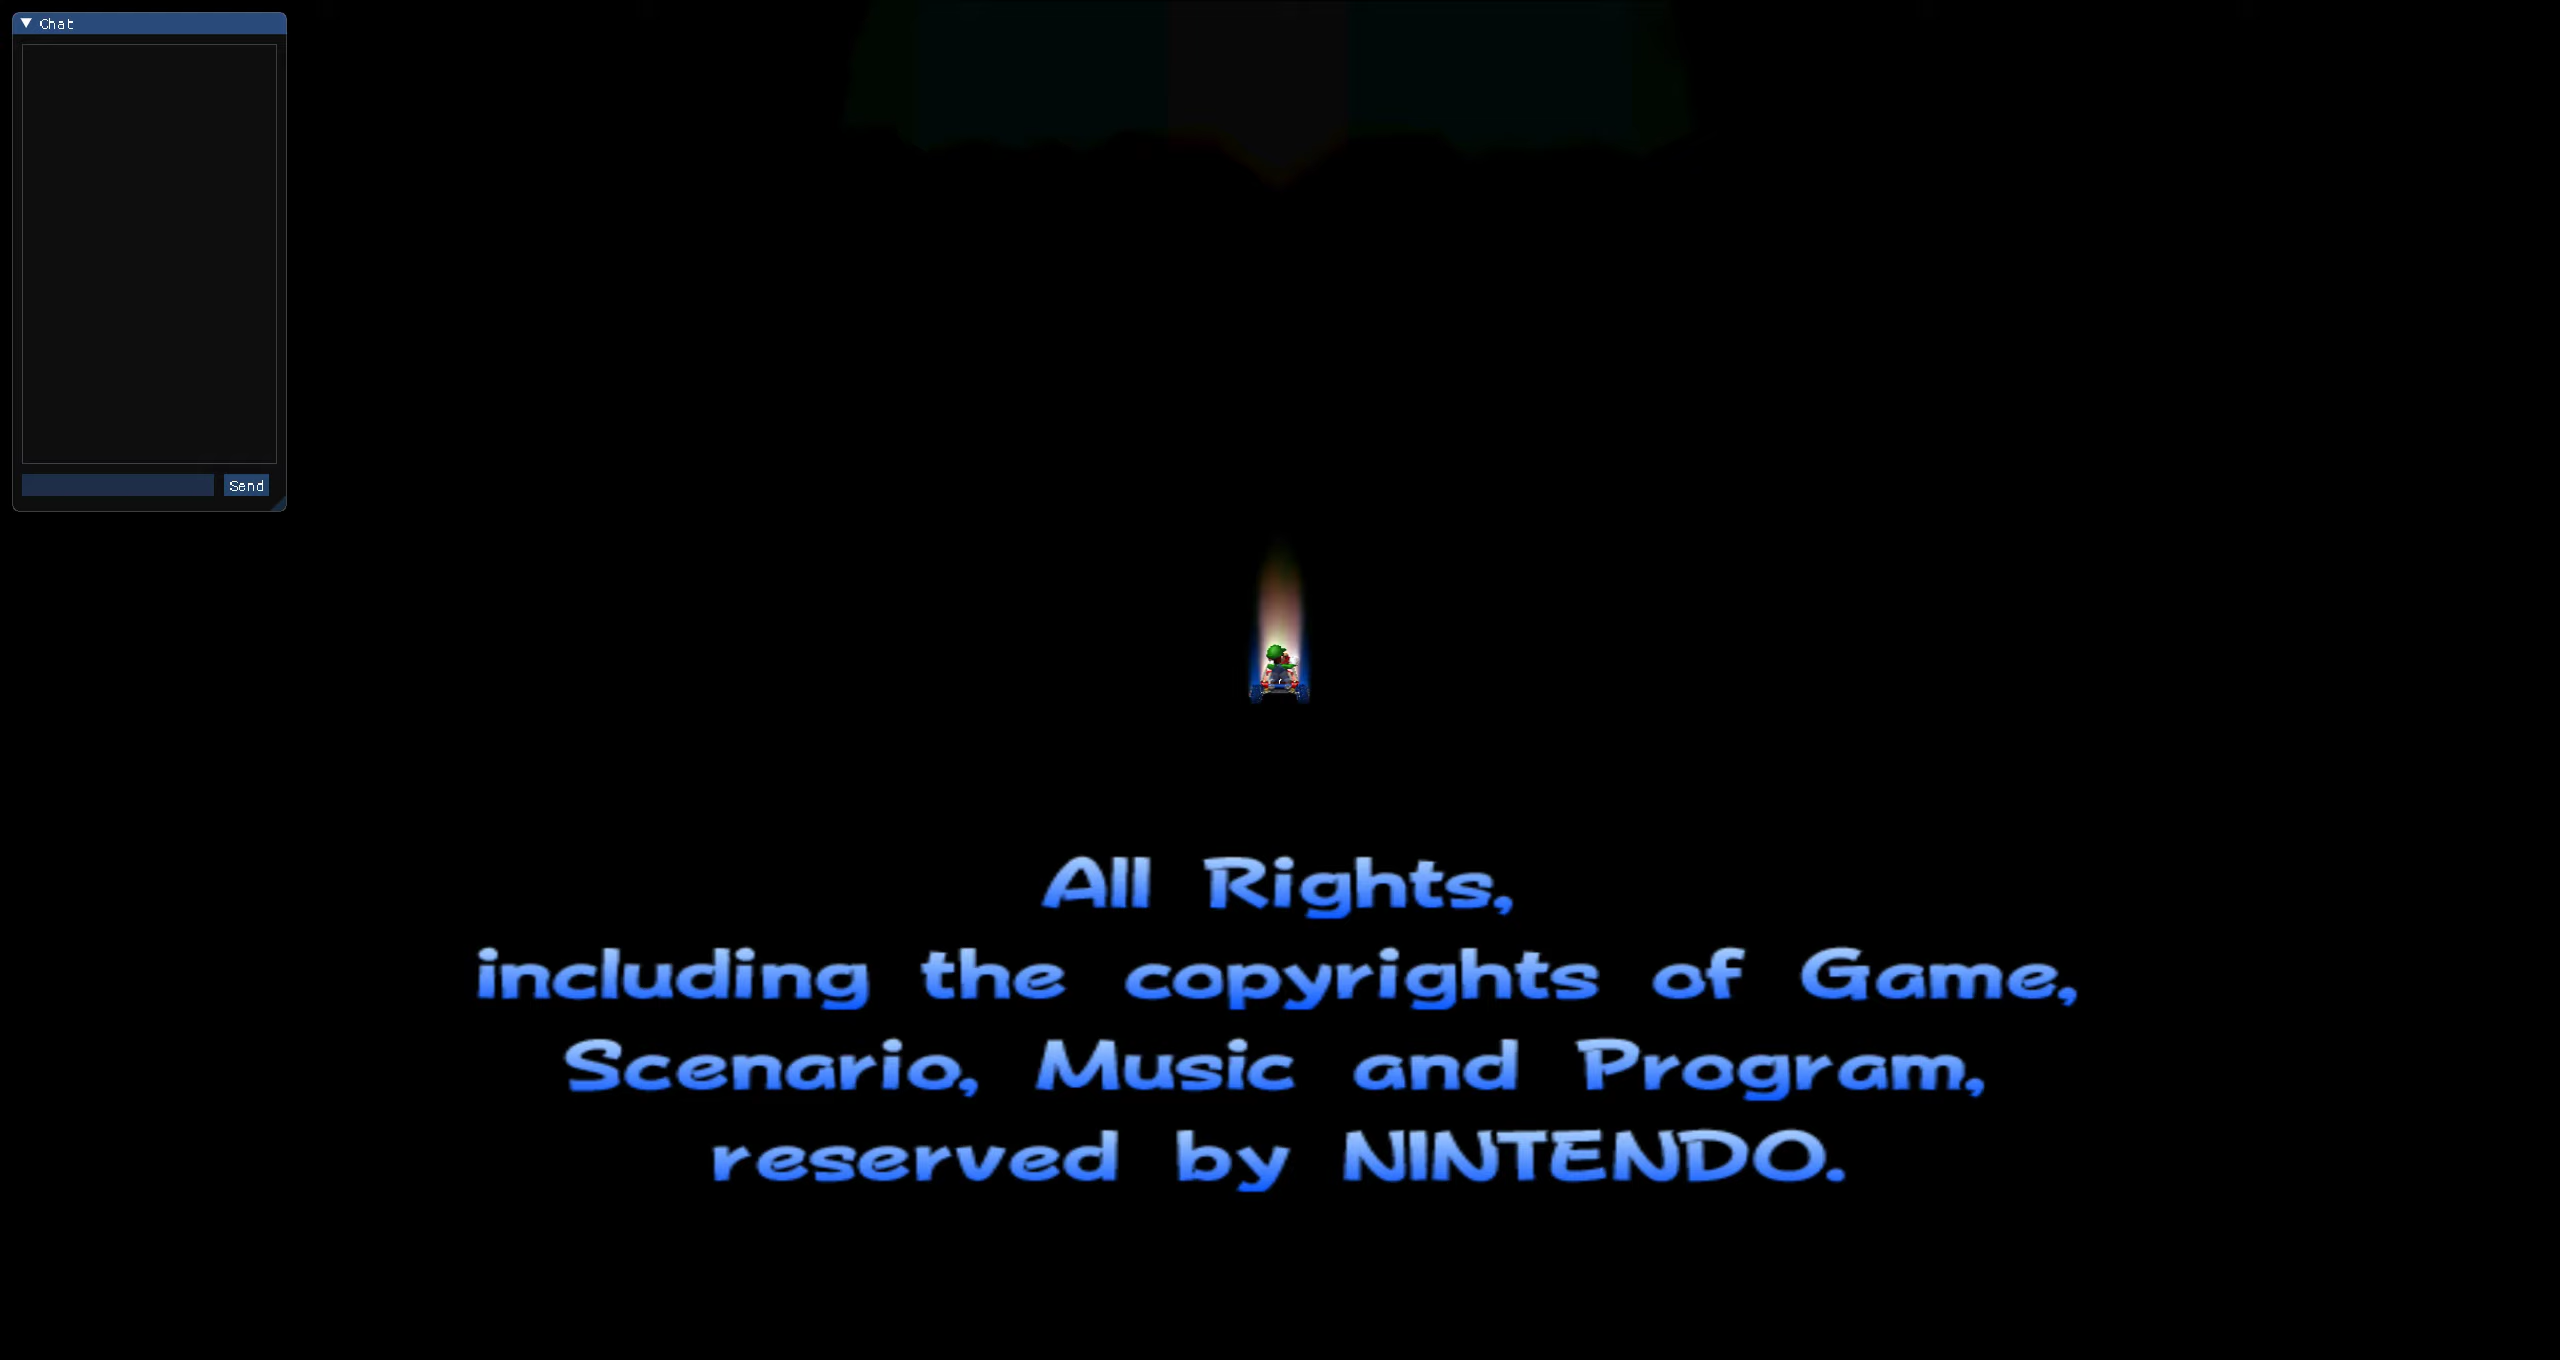 Chat
Send
All Rights,
including the copyrights of Game,
Scenario, Music and Program,
reserved by NINTENDO.